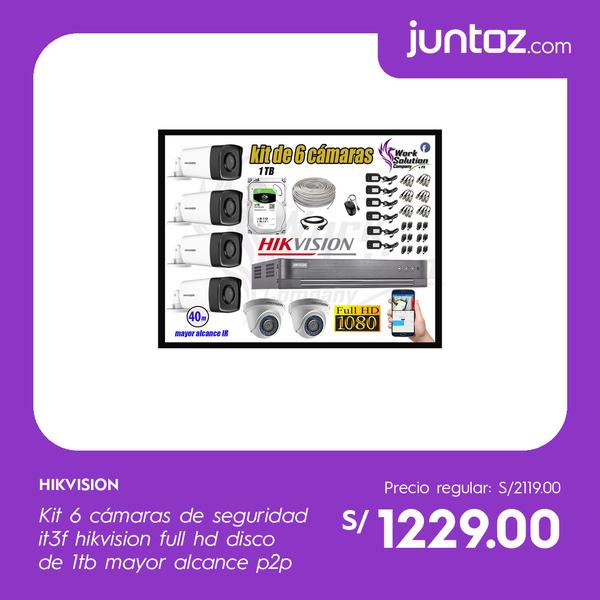 juntoz.com
kit de 6 cámaras
1 TB
Work
Solution
Company
HIKVISION
40m
mayor alcance IR
Full HD
1080
HIKVISION
Precio regular: S/2119.00
Kit 6 cámaras de seguridad
it3f hikvision full hd disco
de 1tb mayor alcance p2p
S/ 1229.00